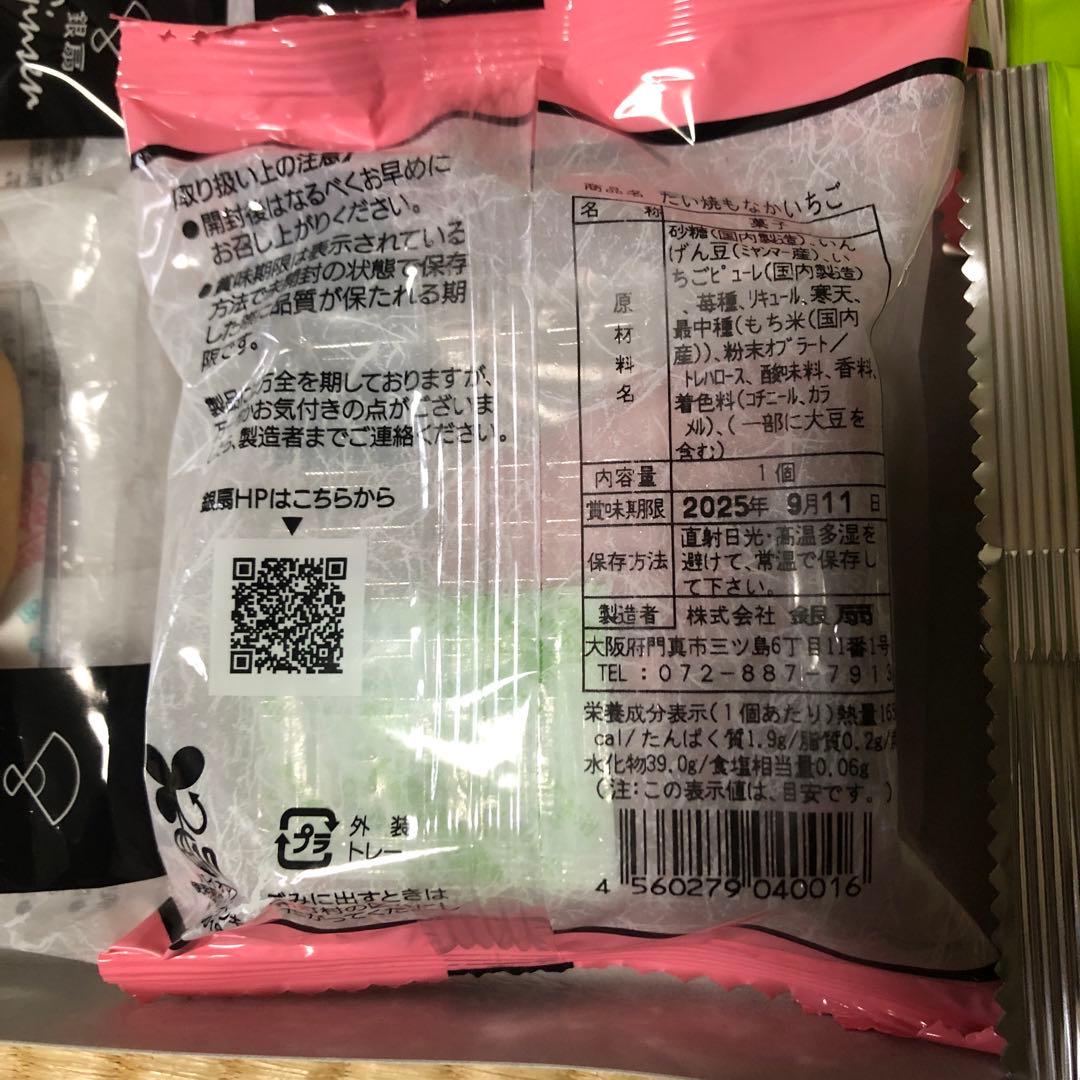 銀扇
【取り扱い上の注意】
●開封後はなるべくお早めに
お召し上がりください。
●賞味期限は表示されている
方法で未開封の状態で保存
した際に品質が保たれる期
限です。
万全を期しておりますが、
お気付きの点がございま
製造者までご連絡ください。
銀扇HPはこちらから
▼
プラ
外装
トレー
ごみに出すときは
商品名 たい焼もなかいちご
名称 菓子
原材料名
砂糖(国内製造)、いん
げん豆(ミャンマー産)、い
ちごピューレ(国内製造)
、苺種、リキュール、寒天、
最中種(もち米(国内
産))、粉末オブラート/
トレハロース、酸味料、香料、
着色料(コチニール、カラ
メル)、(一部に大豆を
含む)
内容量 1個
賞味期限 2025年 9月11日
保存方法
直射日光・高温多湿を
避けて、常温で保存し
て下さい。
製造者 株式会社 銀扇
大阪府門真市三ツ島6丁目11番1号
TEL:072-887-7913
栄養成分表示(1個あたり)熱量
cal/たんぱく質1.9g/脂質0.2g/
水化物39.0g/食塩相当量0.06g
(注:この表示値は、目安です。)
4 560279 040016